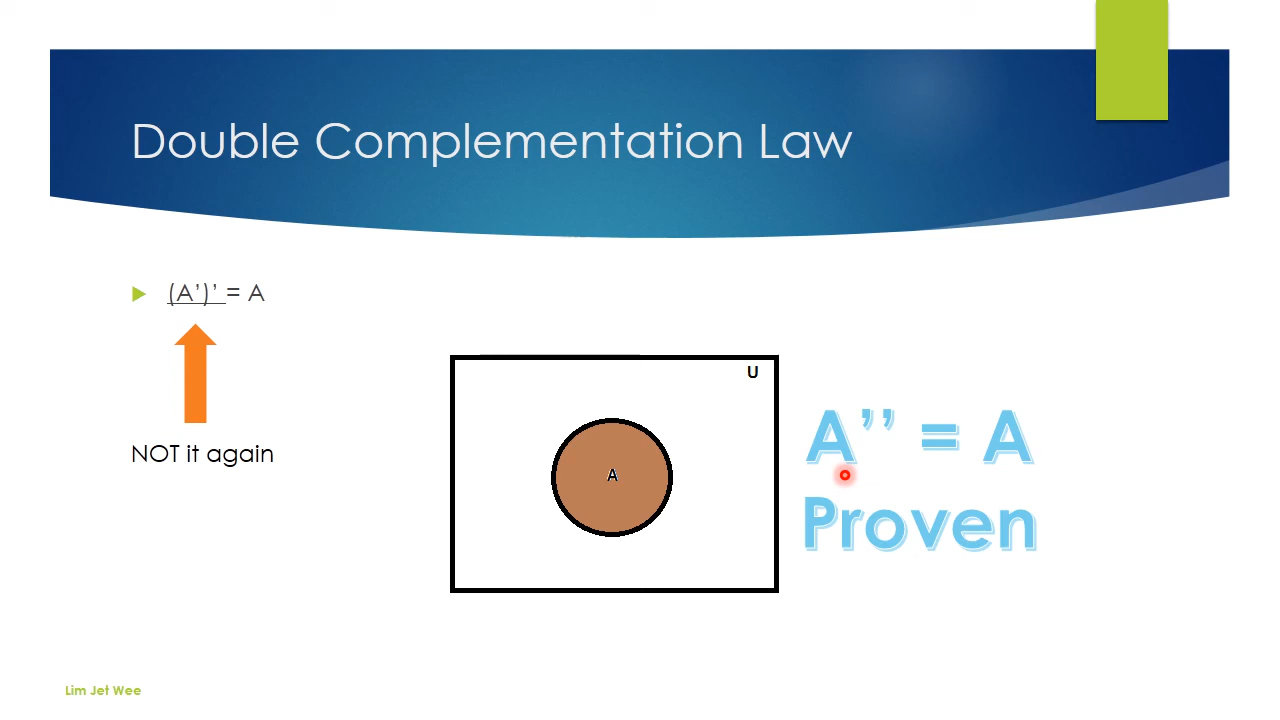 Double Complementation Law
(A’)’ = A
NOT it again
U
A
A’’ = A
Proven
Lim Jet Wee